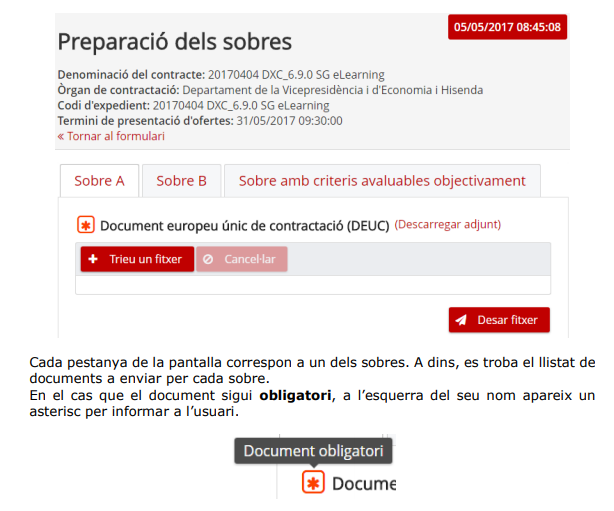 05/05/2017 08:45:08
Preparació dels sobres
Denominació del contracte: 20170404 DXC_6.9.0 SG eLearning
Òrgan de contractació: Departament de la Vicepresidència i d'Economia i Hisenda
Codi d'expedient: 20170404 DXC_6.9.0 SG eLearning
Termini de presentació d'ofertes: 31/05/2017 09:30:00
« Tornar al formulari
Sobre A Sobre B Sobre amb criteris avaluables objectivament
Document europeu únic de contractació (DEUC) (Descarregar adjunt)
Trieu un fitxer Cancel·lar
Desar fitxer
Cada pestanya de la pantalla correspon a un dels sobres. A dins, es troba el llistat de
documents a enviar per cada sobre.
En el cas que el document sigui obligatori, a l'esquerra del seu nom apareix un
asterisc per informar a l'usuari.
Document obligatori
Docume